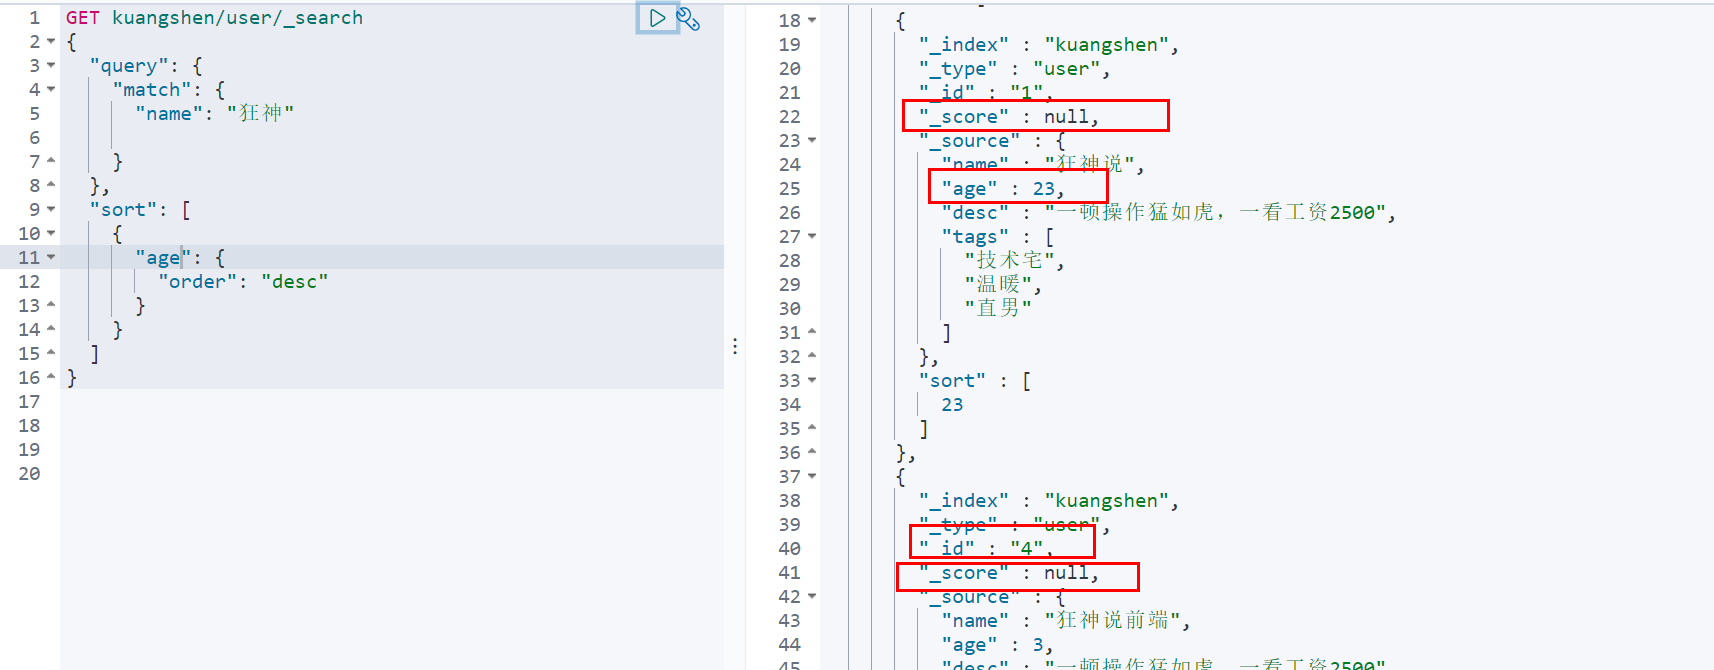 1 GET kuangshen/user/_search
2 {
3 "query": {
4 "match": {
5 "name": "狂神"
6
7 }
8 },
9 "sort": [
10 {
11 "age": {
12 "order": "desc"
13 }
14 }
15 ]
16 }
17
18
19
20
18 {
19 "_index" : "kuangshen",
20 "_type" : "user",
21 "_id" : "1",
22 "_score" : null,
23 "_source" : {
24 "name" : "狂神说",
25 "age" : 23,
26 "desc" : "一顿操作猛如虎，一看工资2500",
27 "tags" : [
28 "技术宅",
29 "温暖",
30 "直男"
31 ]
32 },
33 "sort" : [
34 23
35 ]
36 },
37 {
38 "_index" : "kuangshen",
39 "_type" : "user",
40 "_id" : "4",
41 "_score" : null,
42 "_source" : {
43 "name" : "狂神说前端",
44 "age" : 3,
45 "desc" : "一顿操作猛如虎，一看工资2500"